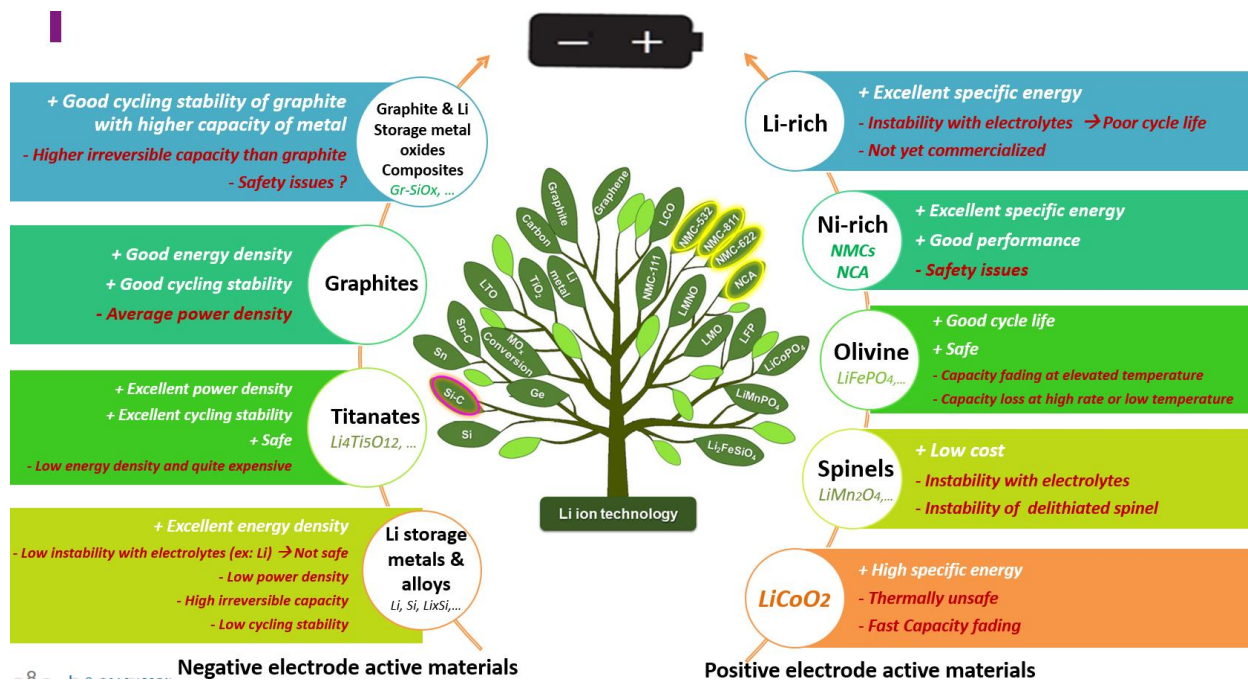 − +
+ Good cycling stability of graphite
with higher capacity of metal
- Higher irreversible capacity than graphite
- Safety issues ?
Graphite & Li
Storage metal
oxides
Composites
Gr-SiOx, ...
+ Good energy density
+ Good cycling stability
- Average power density
Graphites
+ Excellent power density
+ Excellent cycling stability
+ Safe
- Low energy density and quite expensive
Titanates
Li4Ti5O12, ...
+ Excellent energy density
- Low instability with electrolytes (ex: Li) → Not safe
- Low power density
- High irreversible capacity
- Low cycling stability
Li storage
metals &
alloys
Li, Si, LixSi,...
Negative electrode active materials
Graphite
Graphene
Carbon
LCO
NMC-532
NMC-811
NMC-622
NCA
NMC-111
LTO
TiO₂
Li
metal
LMNO
Sn-C
Sn
MOₓ
Conversion
LMO
LFP
LiCoPO₄
Si-C
Ge
LiMnPO₄
Si
Li₂FeSiO₄
Li ion technology
Li-rich
+ Excellent specific energy
- Instability with electrolytes → Poor cycle life
- Not yet commercialized
Ni-rich
NMCs
NCA
+ Excellent specific energy
+ Good performance
- Safety issues
Olivine
LiFePO4,...
+ Good cycle life
+ Safe
- Capacity fading at elevated temperature
- Capacity loss at high rate or low temperature
Spinels
LiMn2O4,...
+ Low cost
- Instability with electrolytes
- Instability of delithiated spinel
LiCoO2
+ High specific energy
- Thermally unsafe
- Fast Capacity fading
Positive electrode active materials